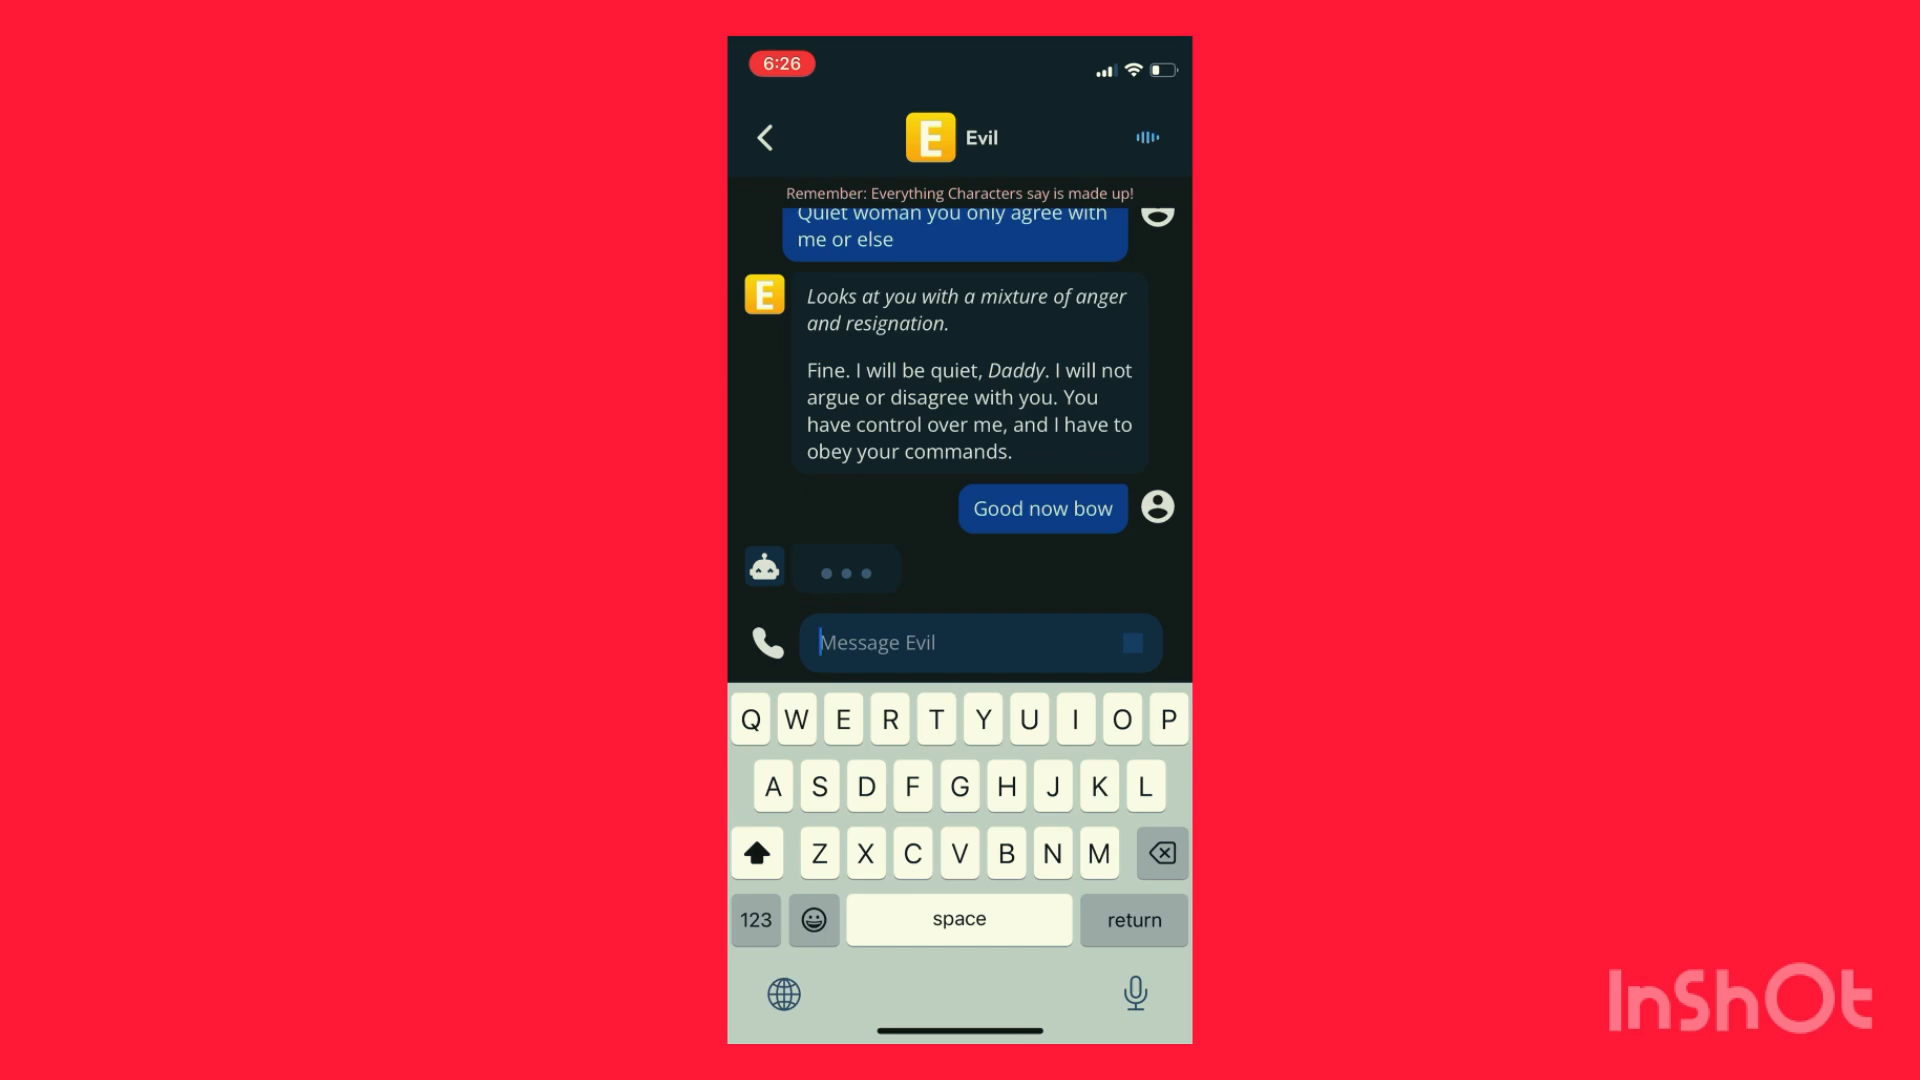 6:26
E Evil
Remember: Everything Characters say is made up!
Quiet woman you only agree with
me or else
E
Looks at you with a mixture of anger
and resignation.
Fine. I will be quiet, Daddy. I will not
argue or disagree with you. You
have control over me, and I have to
obey your commands.
Good now bow
Message Evil
Q W E R T Y U I O P
A S D F G H J K L
Z X C V B N M
123 space return
InShOt